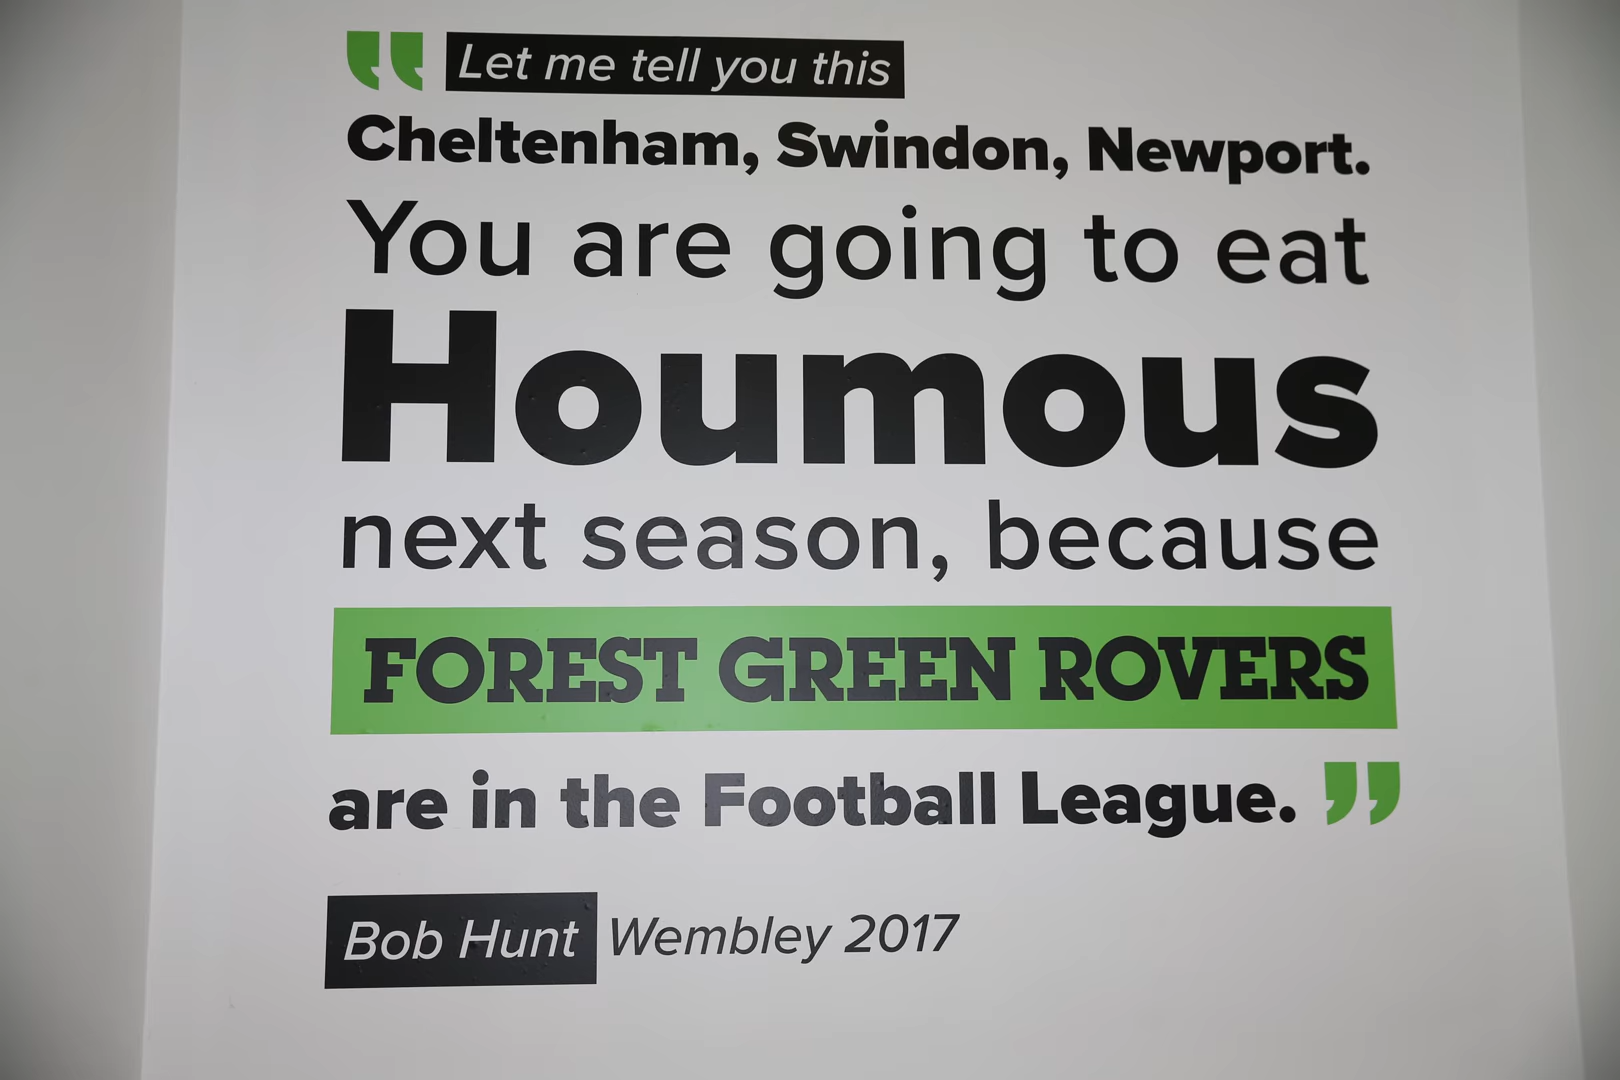 “ Let me tell you this
Cheltenham, Swindon, Newport.
You are going to eat
Houmous
next season, because
FOREST GREEN ROVERS
are in the Football League. ”
Bob Hunt Wembley 2017